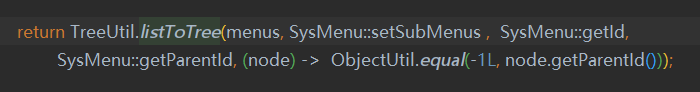 return TreeUtil.listToTree(menus, SysMenu::setSubMenus ,  SysMenu::getId,
SysMenu::getParentId, (node) ->  ObjectUtil.equal(-1L, node.getParentId()));